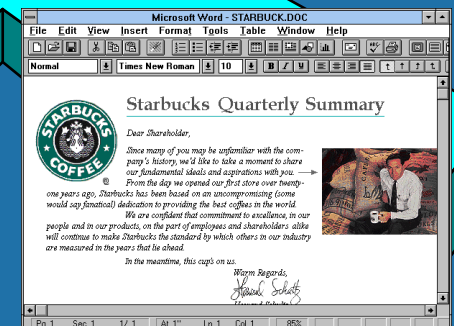 Microsoft Word - STARBUCK.DOC
File Edit View Insert Format Tools Table Window Help
Normal Times New Roman 10 B I U
STARBUCKS
COFFEE
Starbucks Quarterly Summary
Dear Shareholder,
Since many of you may be unfamiliar with the com-
pany's history, we'd like to take a moment to share
our fundamental ideals and aspirations with you.
From the day we opened our first store over twenty-
one years ago, Starbucks has been based on an uncompromising (some
would say fanatical) dedication to providing the best coffees in the world.
We are confident that commitment to excellence, in our
people and in our products, on the part of employees and shareholders alike
will continue to make Starbucks the standard by which others in our industry
are measured in the years that lie ahead.
In the meantime, this cup's on us.
Warm Regards,
Howard Schultz
Pg 1 Sec 1 1/1 At 1" Ln 1 Col 1 85%